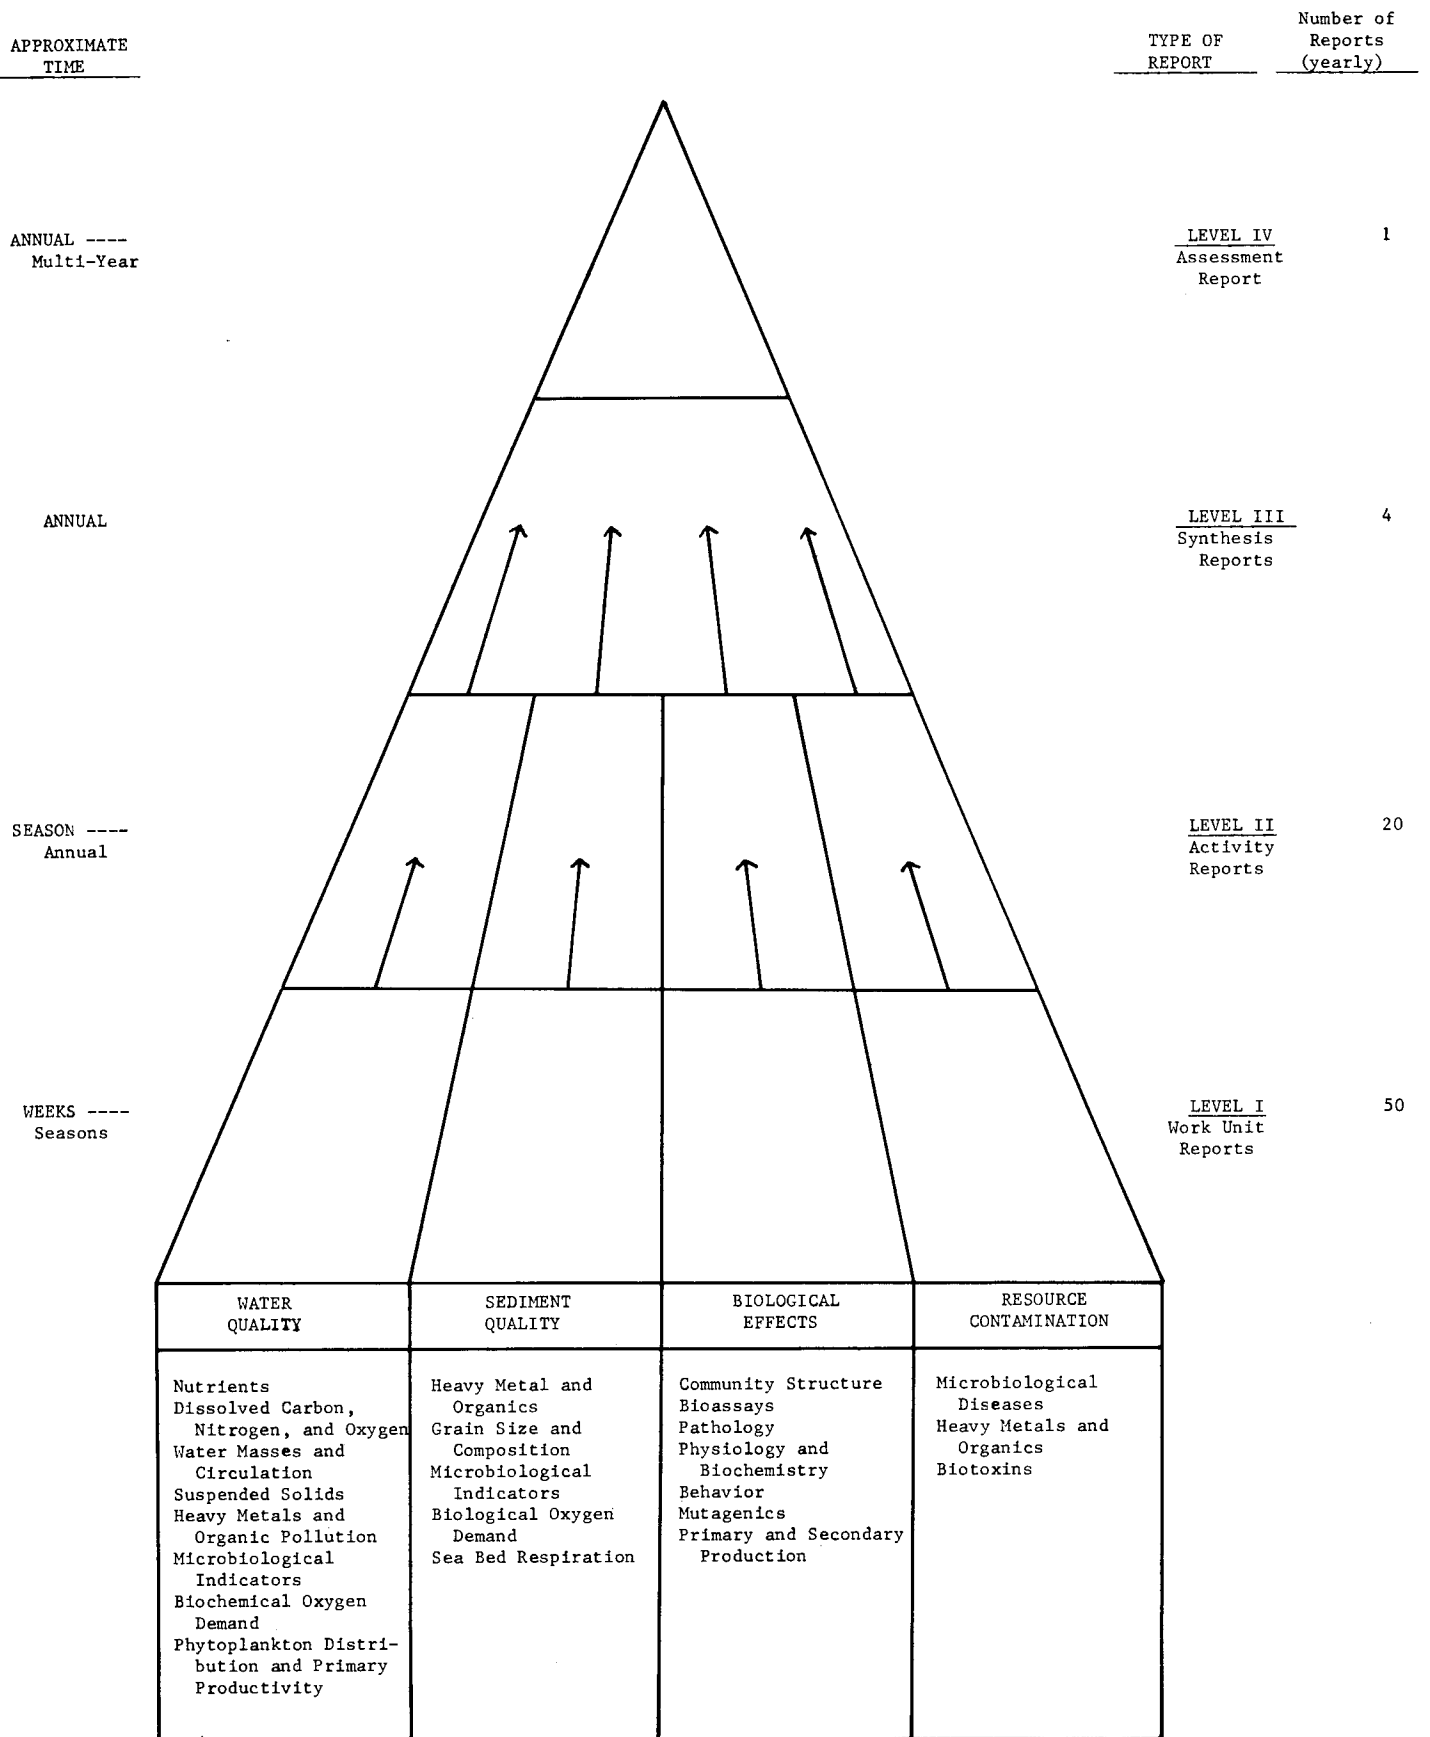 APPROXIMATE
TIME
TYPE OF
REPORT
Number of
Reports
(yearly)
ANNUAL ----
Multi-Year
LEVEL IV
Assessment
Report
1
ANNUAL
LEVEL III
Synthesis
Reports
4
SEASON ----
Annual
LEVEL II
Activity
Reports
20
WEEKS ----
Seasons
LEVEL I
Work Unit
Reports
50
WATER
QUALITY
SEDIMENT
QUALITY
BIOLOGICAL
EFFECTS
RESOURCE
CONTAMINATION
Nutrients
Dissolved Carbon,
Nitrogen, and Oxygen
Water Masses and
Circulation
Suspended Solids
Heavy Metals and
Organic Pollution
Microbiological
Indicators
Biochemical Oxygen
Demand
Phytoplankton Distri-
bution and Primary
Productivity
Heavy Metal and
Organics
Grain Size and
Composition
Microbiological
Indicators
Biological Oxygen
Demand
Sea Bed Respiration
Community Structure
Bioassays
Pathology
Physiology and
Biochemistry
Behavior
Mutagenics
Primary and Secondary
Production
Microbiological
Diseases
Heavy Metals and
Organics
Biotoxins